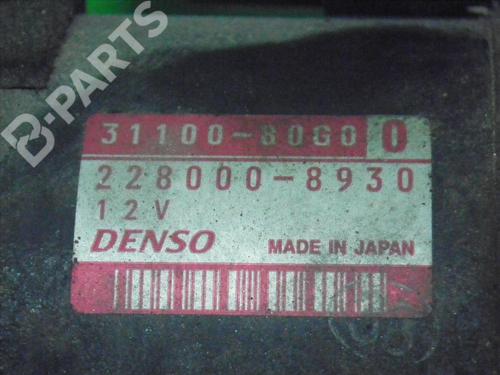 B-PARTS
31100-80G0 0
228000-8930
12V
DENSO MADE IN JAPAN